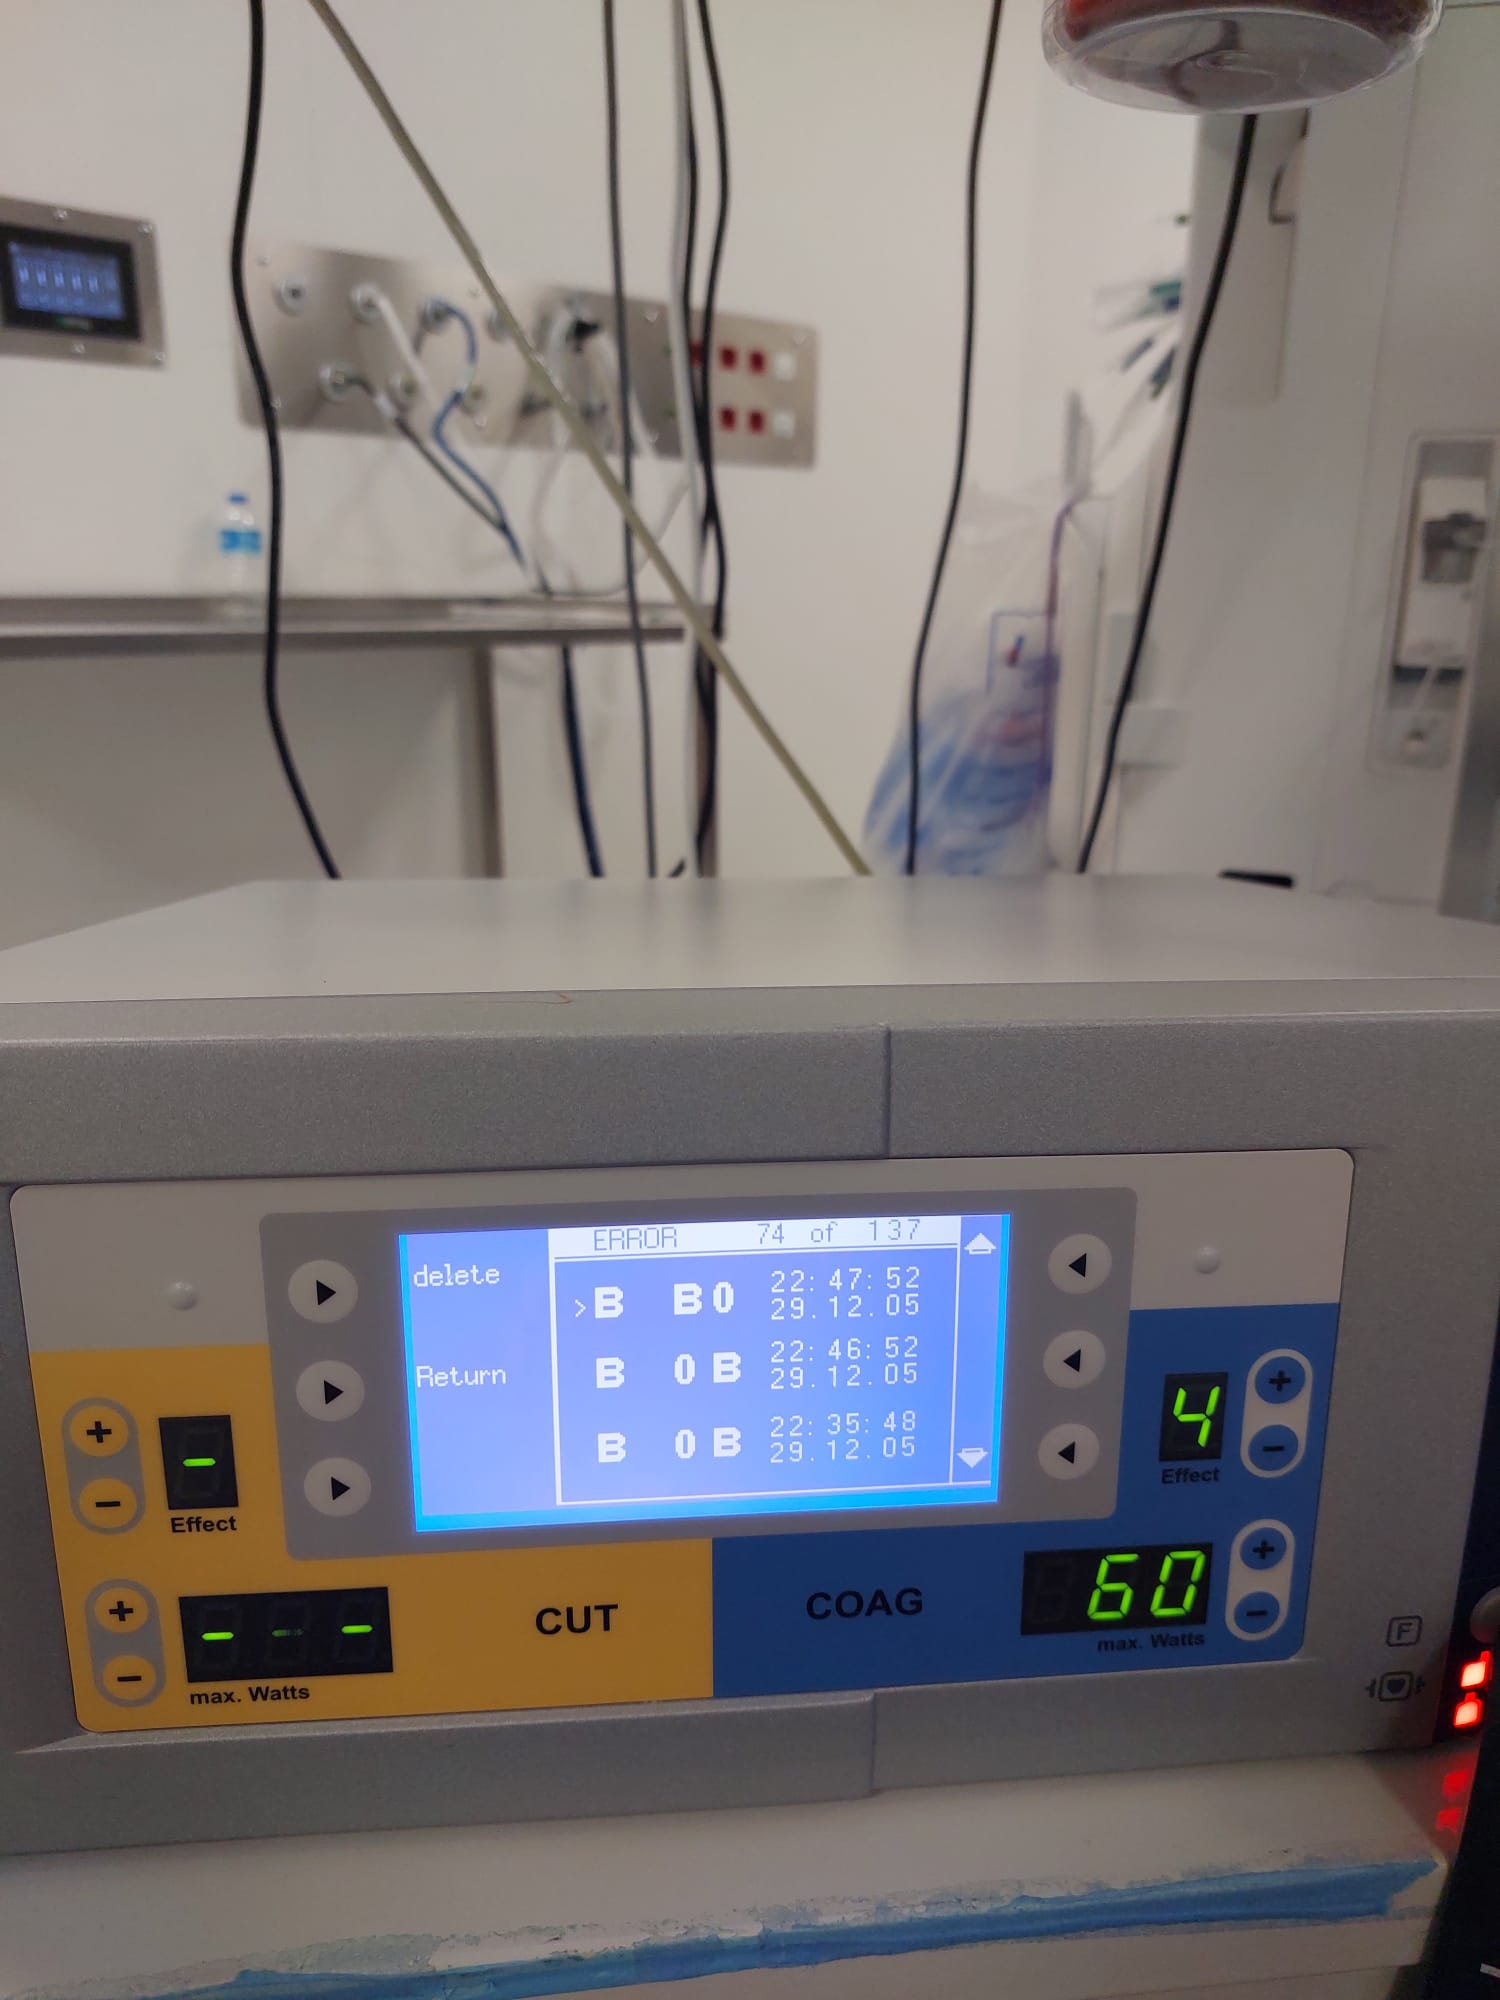 ERROR 74 of 137
delete
>B B0 22:47:52
29.12.05
Return
B 0B 22:46:52
29.12.05
B 0B 22:35:48
29.12.05
+
-
-
Effect
4
+
-
Effect
+
-
- - -
max. Watts
CUT
COAG
60
+
-
max. Watts
F